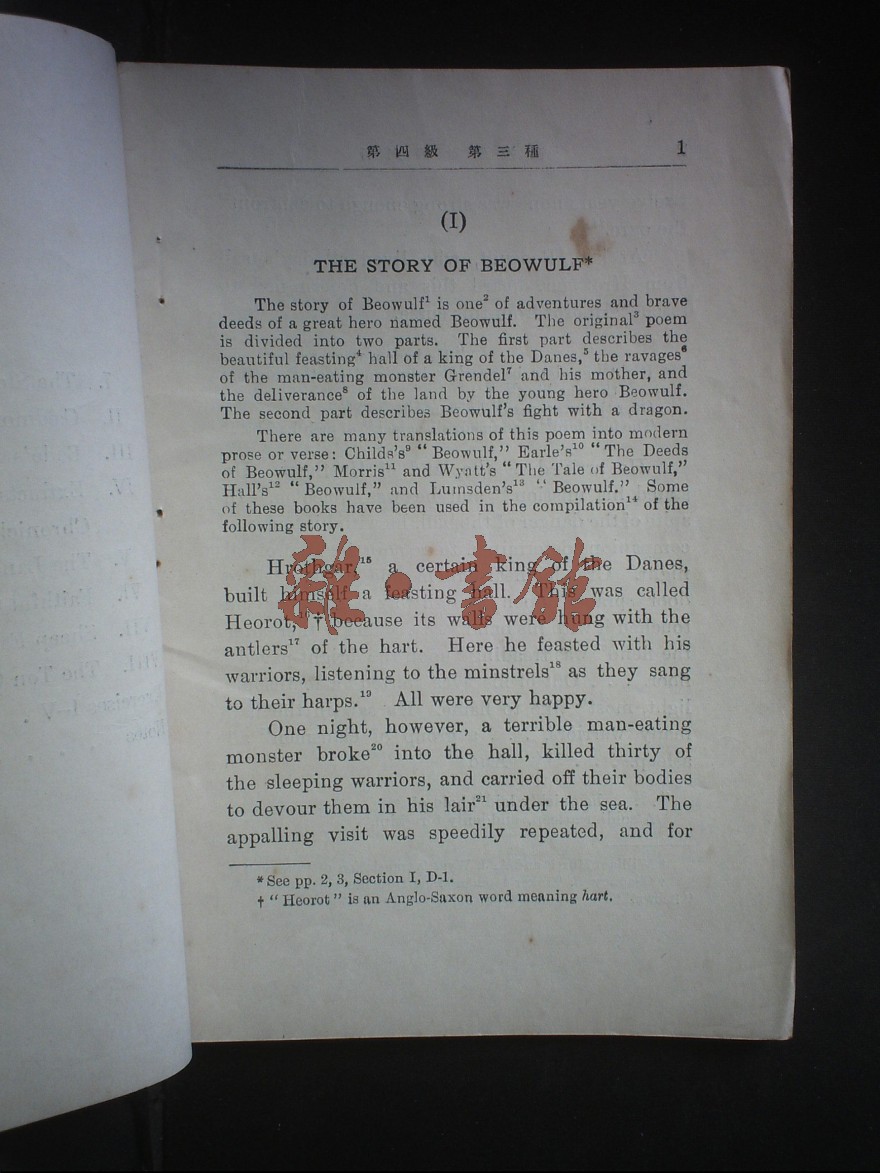 第四級 第三種 1
(I)
THE STORY OF BEOWULF*
The story of Beowulf¹ is one² of adventures and brave
deeds of a great hero named Beowulf. The original³ poem
is divided into two parts. The first part describes the
beautiful feasting⁴ hall of a king of the Danes,⁵ the ravages⁶
of the man-eating monster Grendel⁷ and his mother, and
the deliverance⁸ of the land by the young hero Beowulf.
The second part describes Beowulf's fight with a dragon.
There are many translations of this poem into modern
prose or verse: Childs's⁹ "Beowulf," Earle's¹⁰ "The Deeds
of Beowulf," Morris¹¹ and Wyatt's "The Tale of Beowulf,"
Hall's¹² "Beowulf," and Lumsden's¹³ "Beowulf." Some
of these books have been used in the compilation¹⁴ of the
following story.
Hrothgar,¹⁵ a certain king of the Danes,
built himself a feasting hall. This was called
Heorot,¹⁶† because its walls were hung with the
antlers¹⁷ of the hart. Here he feasted with his
warriors, listening to the minstrels¹⁸ as they sang
to their harps.¹⁹ All were very happy.
One night, however, a terrible man-eating
monster broke²⁰ into the hall, killed thirty of
the sleeping warriors, and carried off their bodies
to devour them in his lair²¹ under the sea. The
appalling visit was speedily repeated, and for
*See pp. 2, 3, Section I, D-1.
† "Heorot" is an Anglo-Saxon word meaning hart.
雜·書館